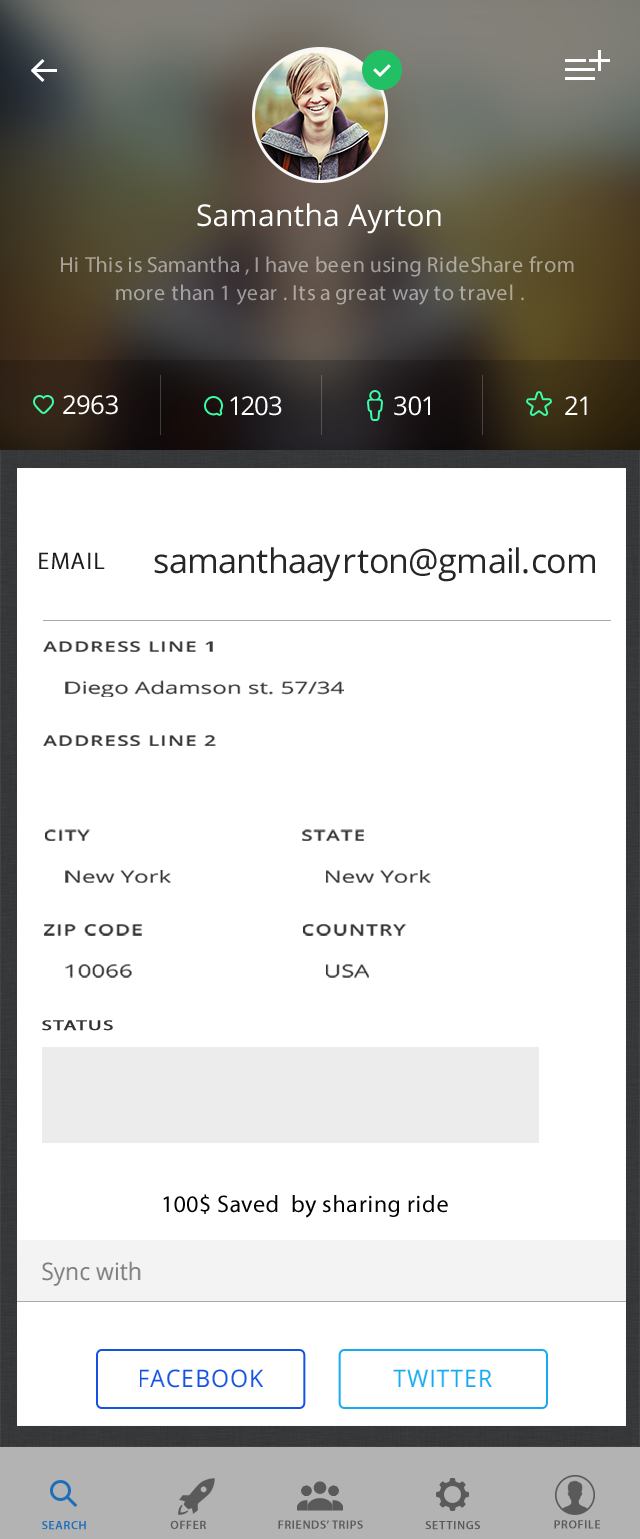 Samantha Ayrton
Hi This is Samantha , I have been using RideShare from
more than 1 year . Its a great way to travel .
2963 1203 301 21
EMAIL samanthaayrton@gmail.com
ADDRESS LINE 1
Diego Adamson st. 57/34
ADDRESS LINE 2
CITY STATE
New York New York
ZIP CODE COUNTRY
10066 USA
STATUS
100$ Saved by sharing ride
Sync with
FACEBOOK TWITTER
SEARCH OFFER FRIENDS' TRIPS SETTINGS PROFILE